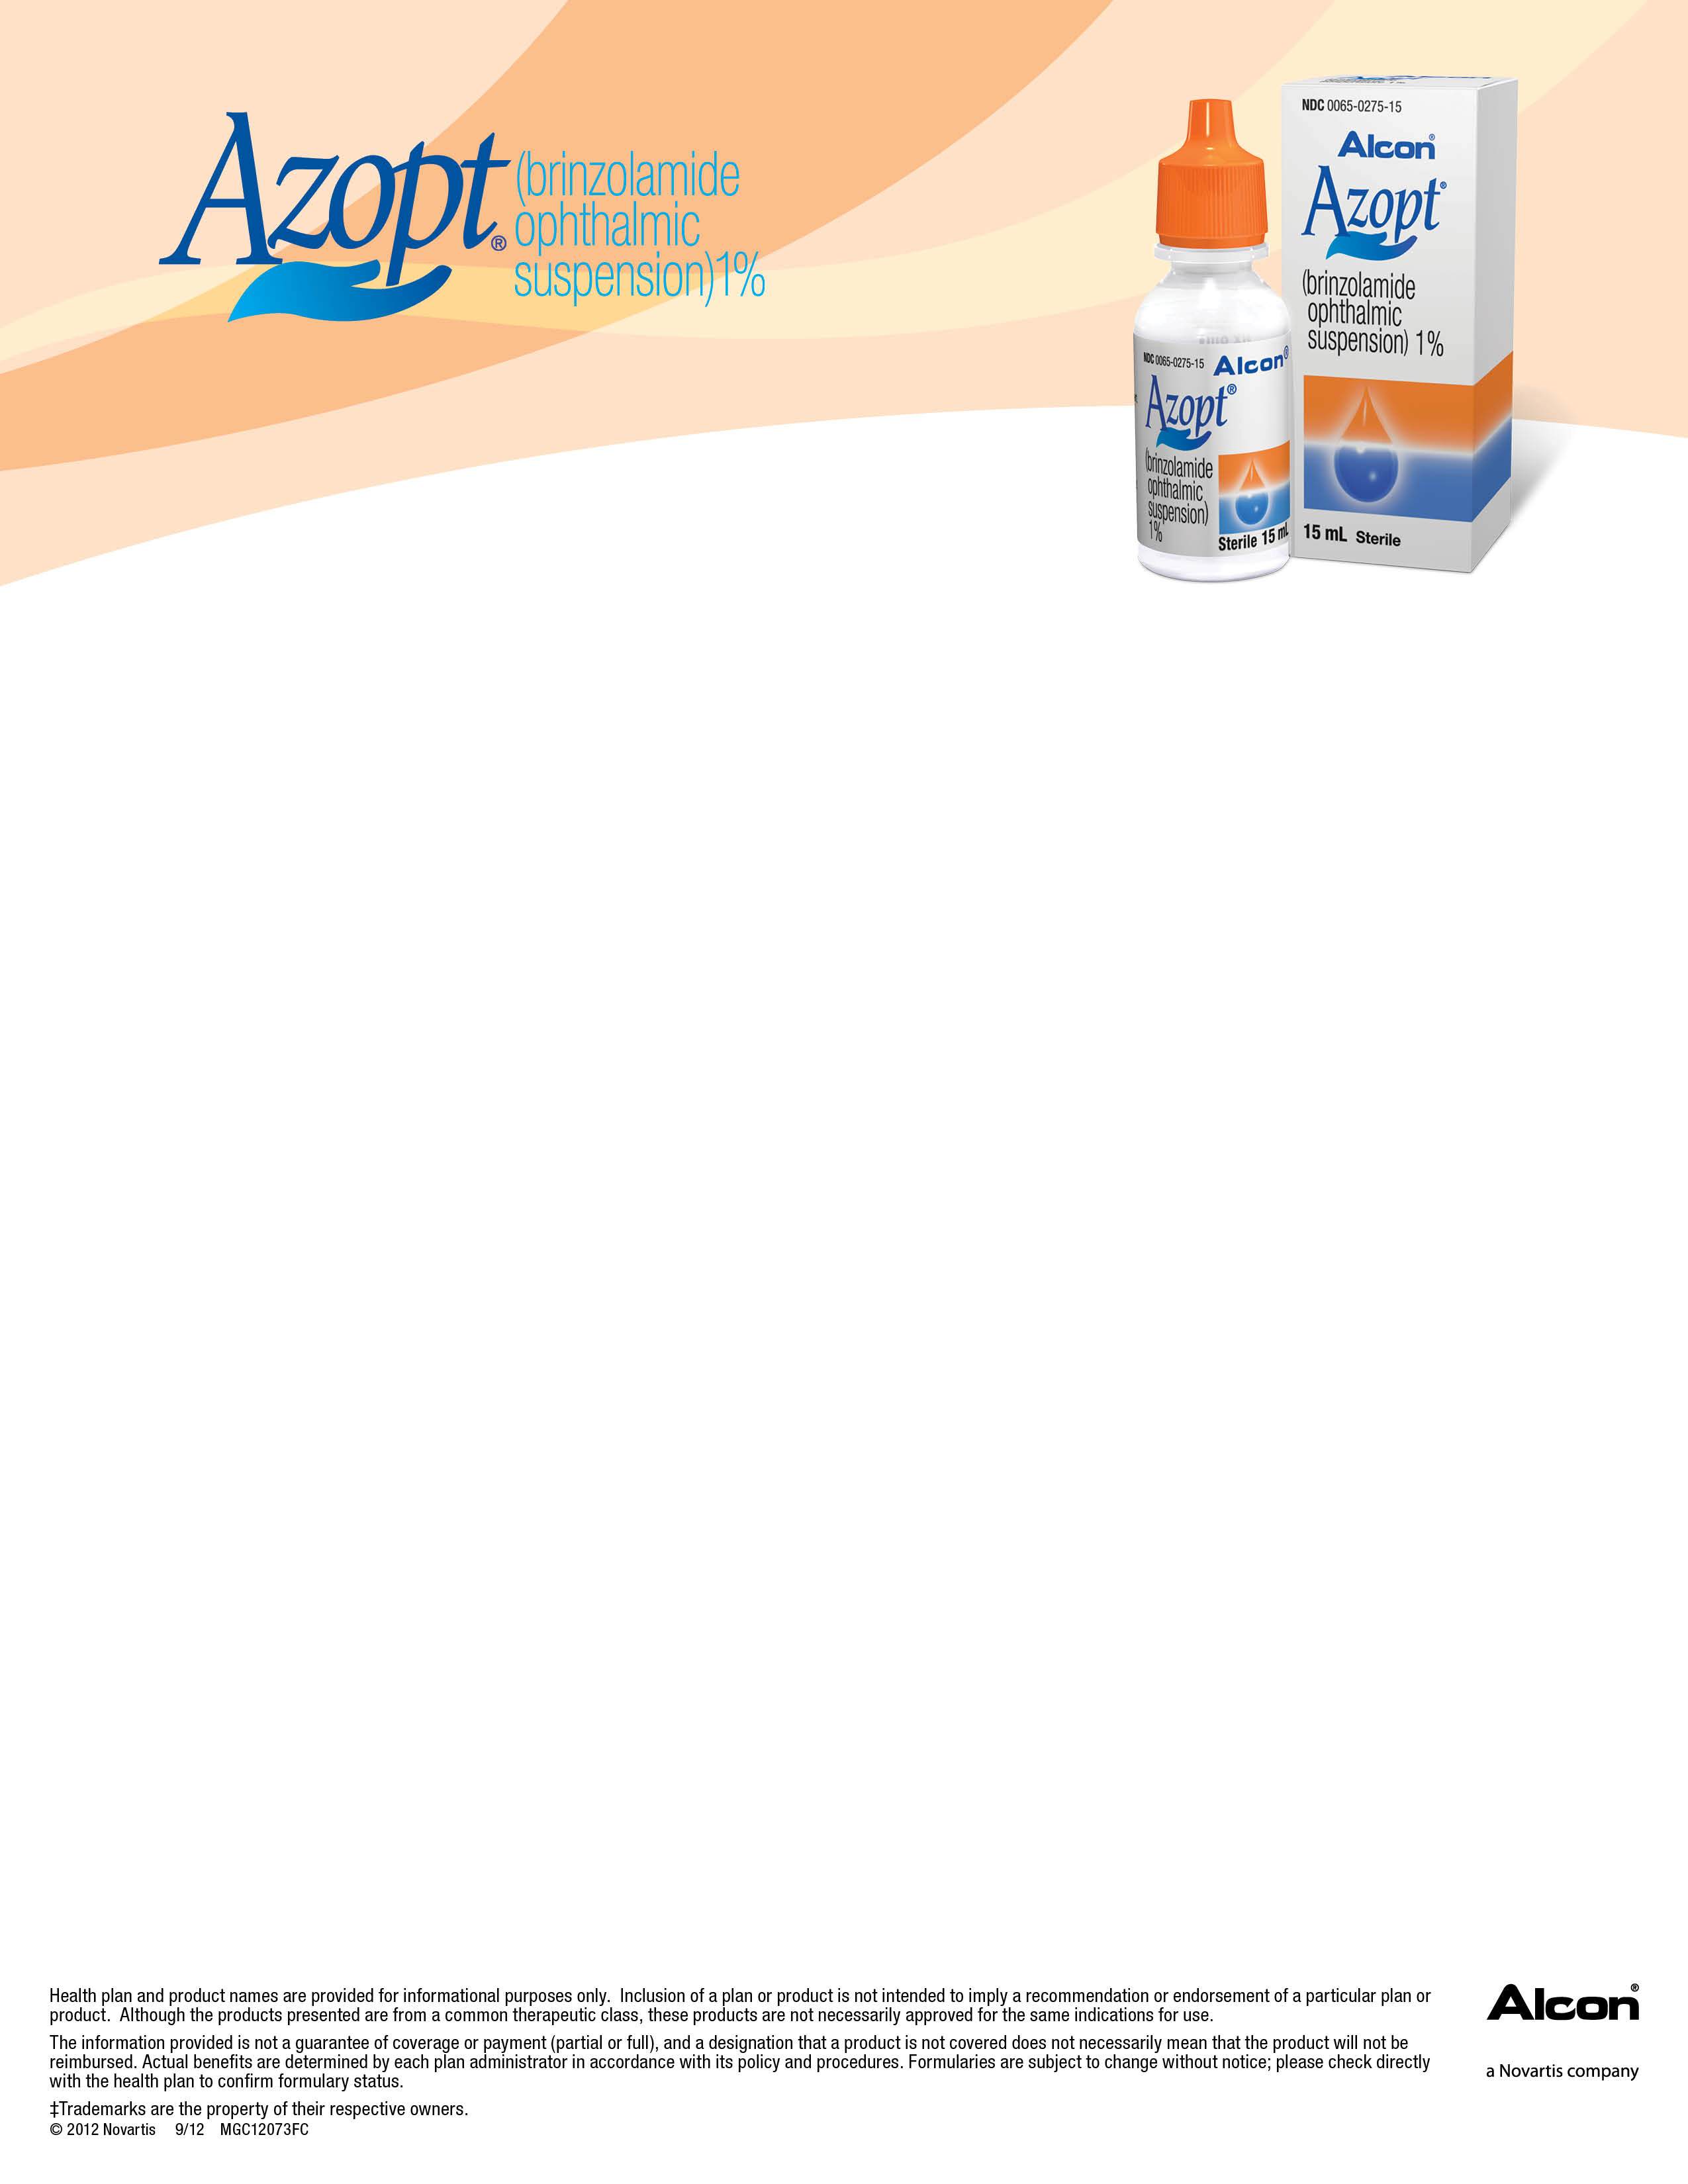 Azopt®
(brinzolamide
ophthalmic
suspension)1%
NDC 0065-0275-15
Alcon®
Azopt®
(brinzolamide
ophthalmic
suspension) 1%
15 mL Sterile
NDC 0065-0275-15 Alcon®
Azopt®
(brinzolamide
ophthalmic
suspension)
1%
Sterile 15 mL
Health plan and product names are provided for informational purposes only.  Inclusion of a plan or product is not intended to imply a recommendation or endorsement of a particular plan or
product.  Although the products presented are from a common therapeutic class, these products are not necessarily approved for the same indications for use.
The information provided is not a guarantee of coverage or payment (partial or full), and a designation that a product is not covered does not necessarily mean that the product will not be
reimbursed. Actual benefits are determined by each plan administrator in accordance with its policy and procedures. Formularies are subject to change without notice; please check directly
with the health plan to confirm formulary status.
‡Trademarks are the property of their respective owners.
© 2012 Novartis 9/12 MGC12073FC
Alcon®
a Novartis company